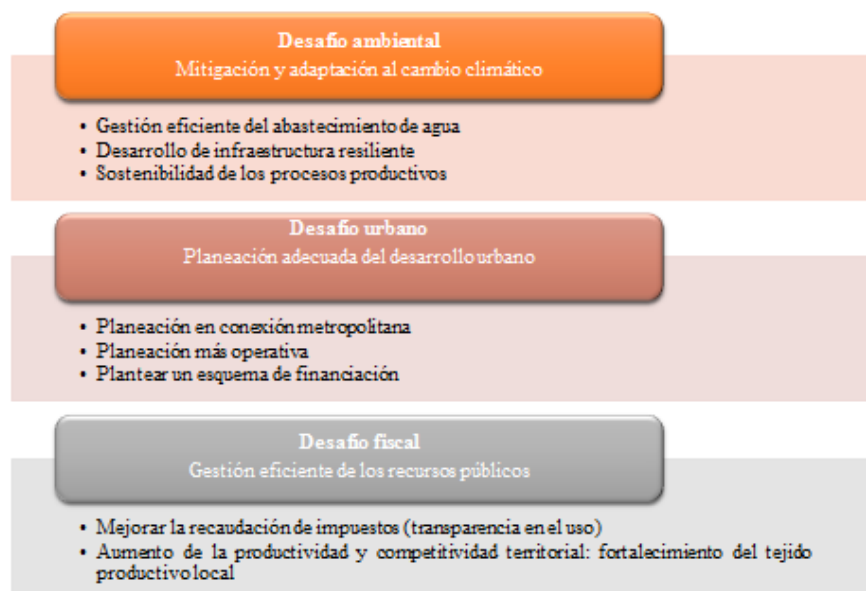 Desafío ambiental
Mitigación y adaptación al cambio climático
• Gestión eficiente del abastecimiento de agua
• Desarrollo de infraestructura resiliente
• Sostenibilidad de los procesos productivos
Desafío urbano
Planeación adecuada del desarrollo urbano
• Planeación en conexión metropolitana
• Planeación más operativa
• Plantear un esquema de financiación
Desafío fiscal
Gestión eficiente de los recursos públicos
• Mejorar la recaudación de impuestos (transparencia en el uso)
• Aumento de la productividad y competitividad territorial: fortalecimiento del tejido
productivo local